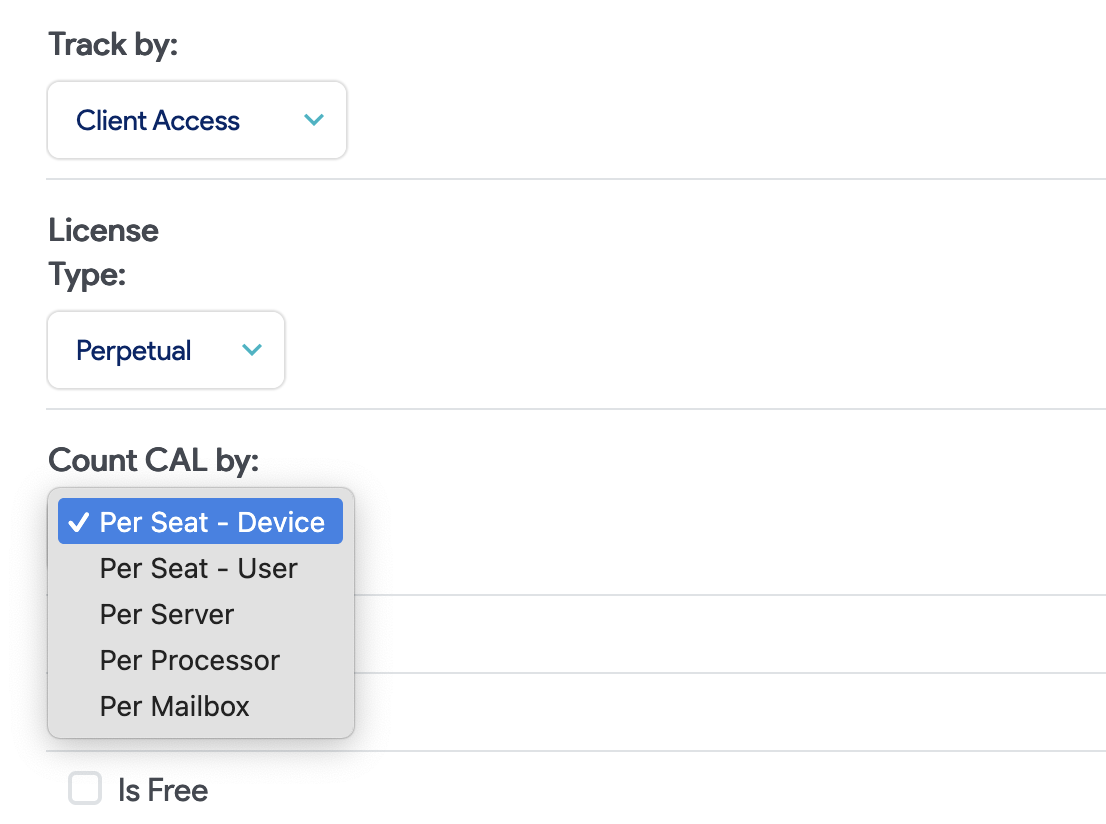 Track by:
Client Access
License
Type:
Perpetual
Count CAL by:
✓ Per Seat - Device
Per Seat - User
Per Server
Per Processor
Per Mailbox
Is Free